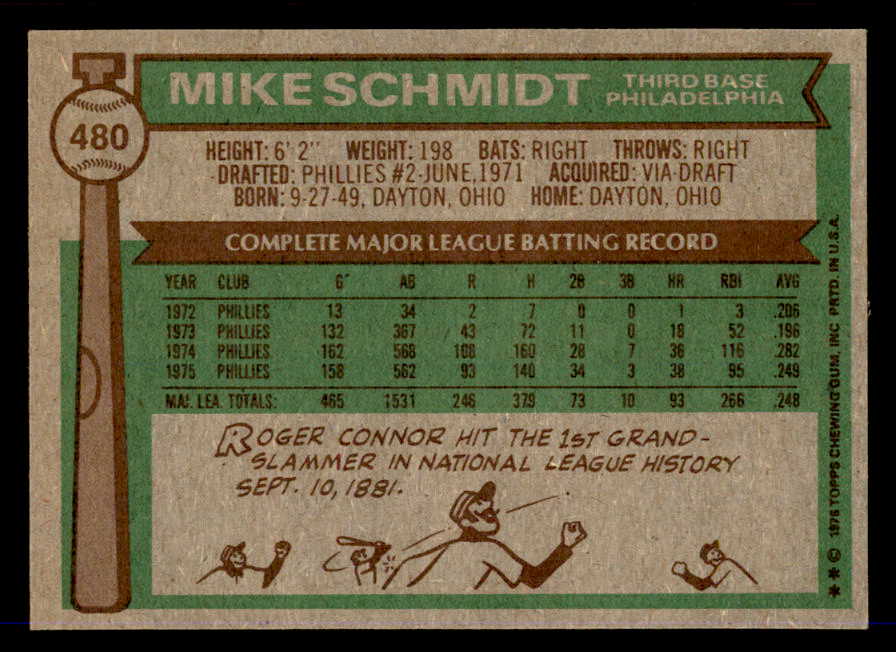 480
MIKE SCHMIDT
THIRD BASE
PHILADELPHIA
HEIGHT: 6' 2" WEIGHT: 198 BATS: RIGHT THROWS: RIGHT
DRAFTED: PHILLIES #2-JUNE, 1971 ACQUIRED: VIA-DRAFT
BORN: 9-27-49, DAYTON, OHIO HOME: DAYTON, OHIO
COMPLETE MAJOR LEAGUE BATTING RECORD
YEAR CLUB G AB R H 2B 3B HR RBI AVG
1972 PHILLIES 13 34 2 7 0 0 1 3 .206
1973 PHILLIES 132 367 43 72 11 0 18 52 .196
1974 PHILLIES 162 568 108 160 28 7 36 116 .282
1975 PHILLIES 158 562 93 140 34 3 38 95 .249
MAJ. LEA. TOTALS: 465 1531 246 379 73 10 93 266 .248
ROGER CONNOR HIT THE 1ST GRAND-
SLAMMER IN NATIONAL LEAGUE HISTORY
SEPT. 10, 1881.
** © 1976 TOPPS CHEWING GUM, INC. PRTD. IN U.S.A.